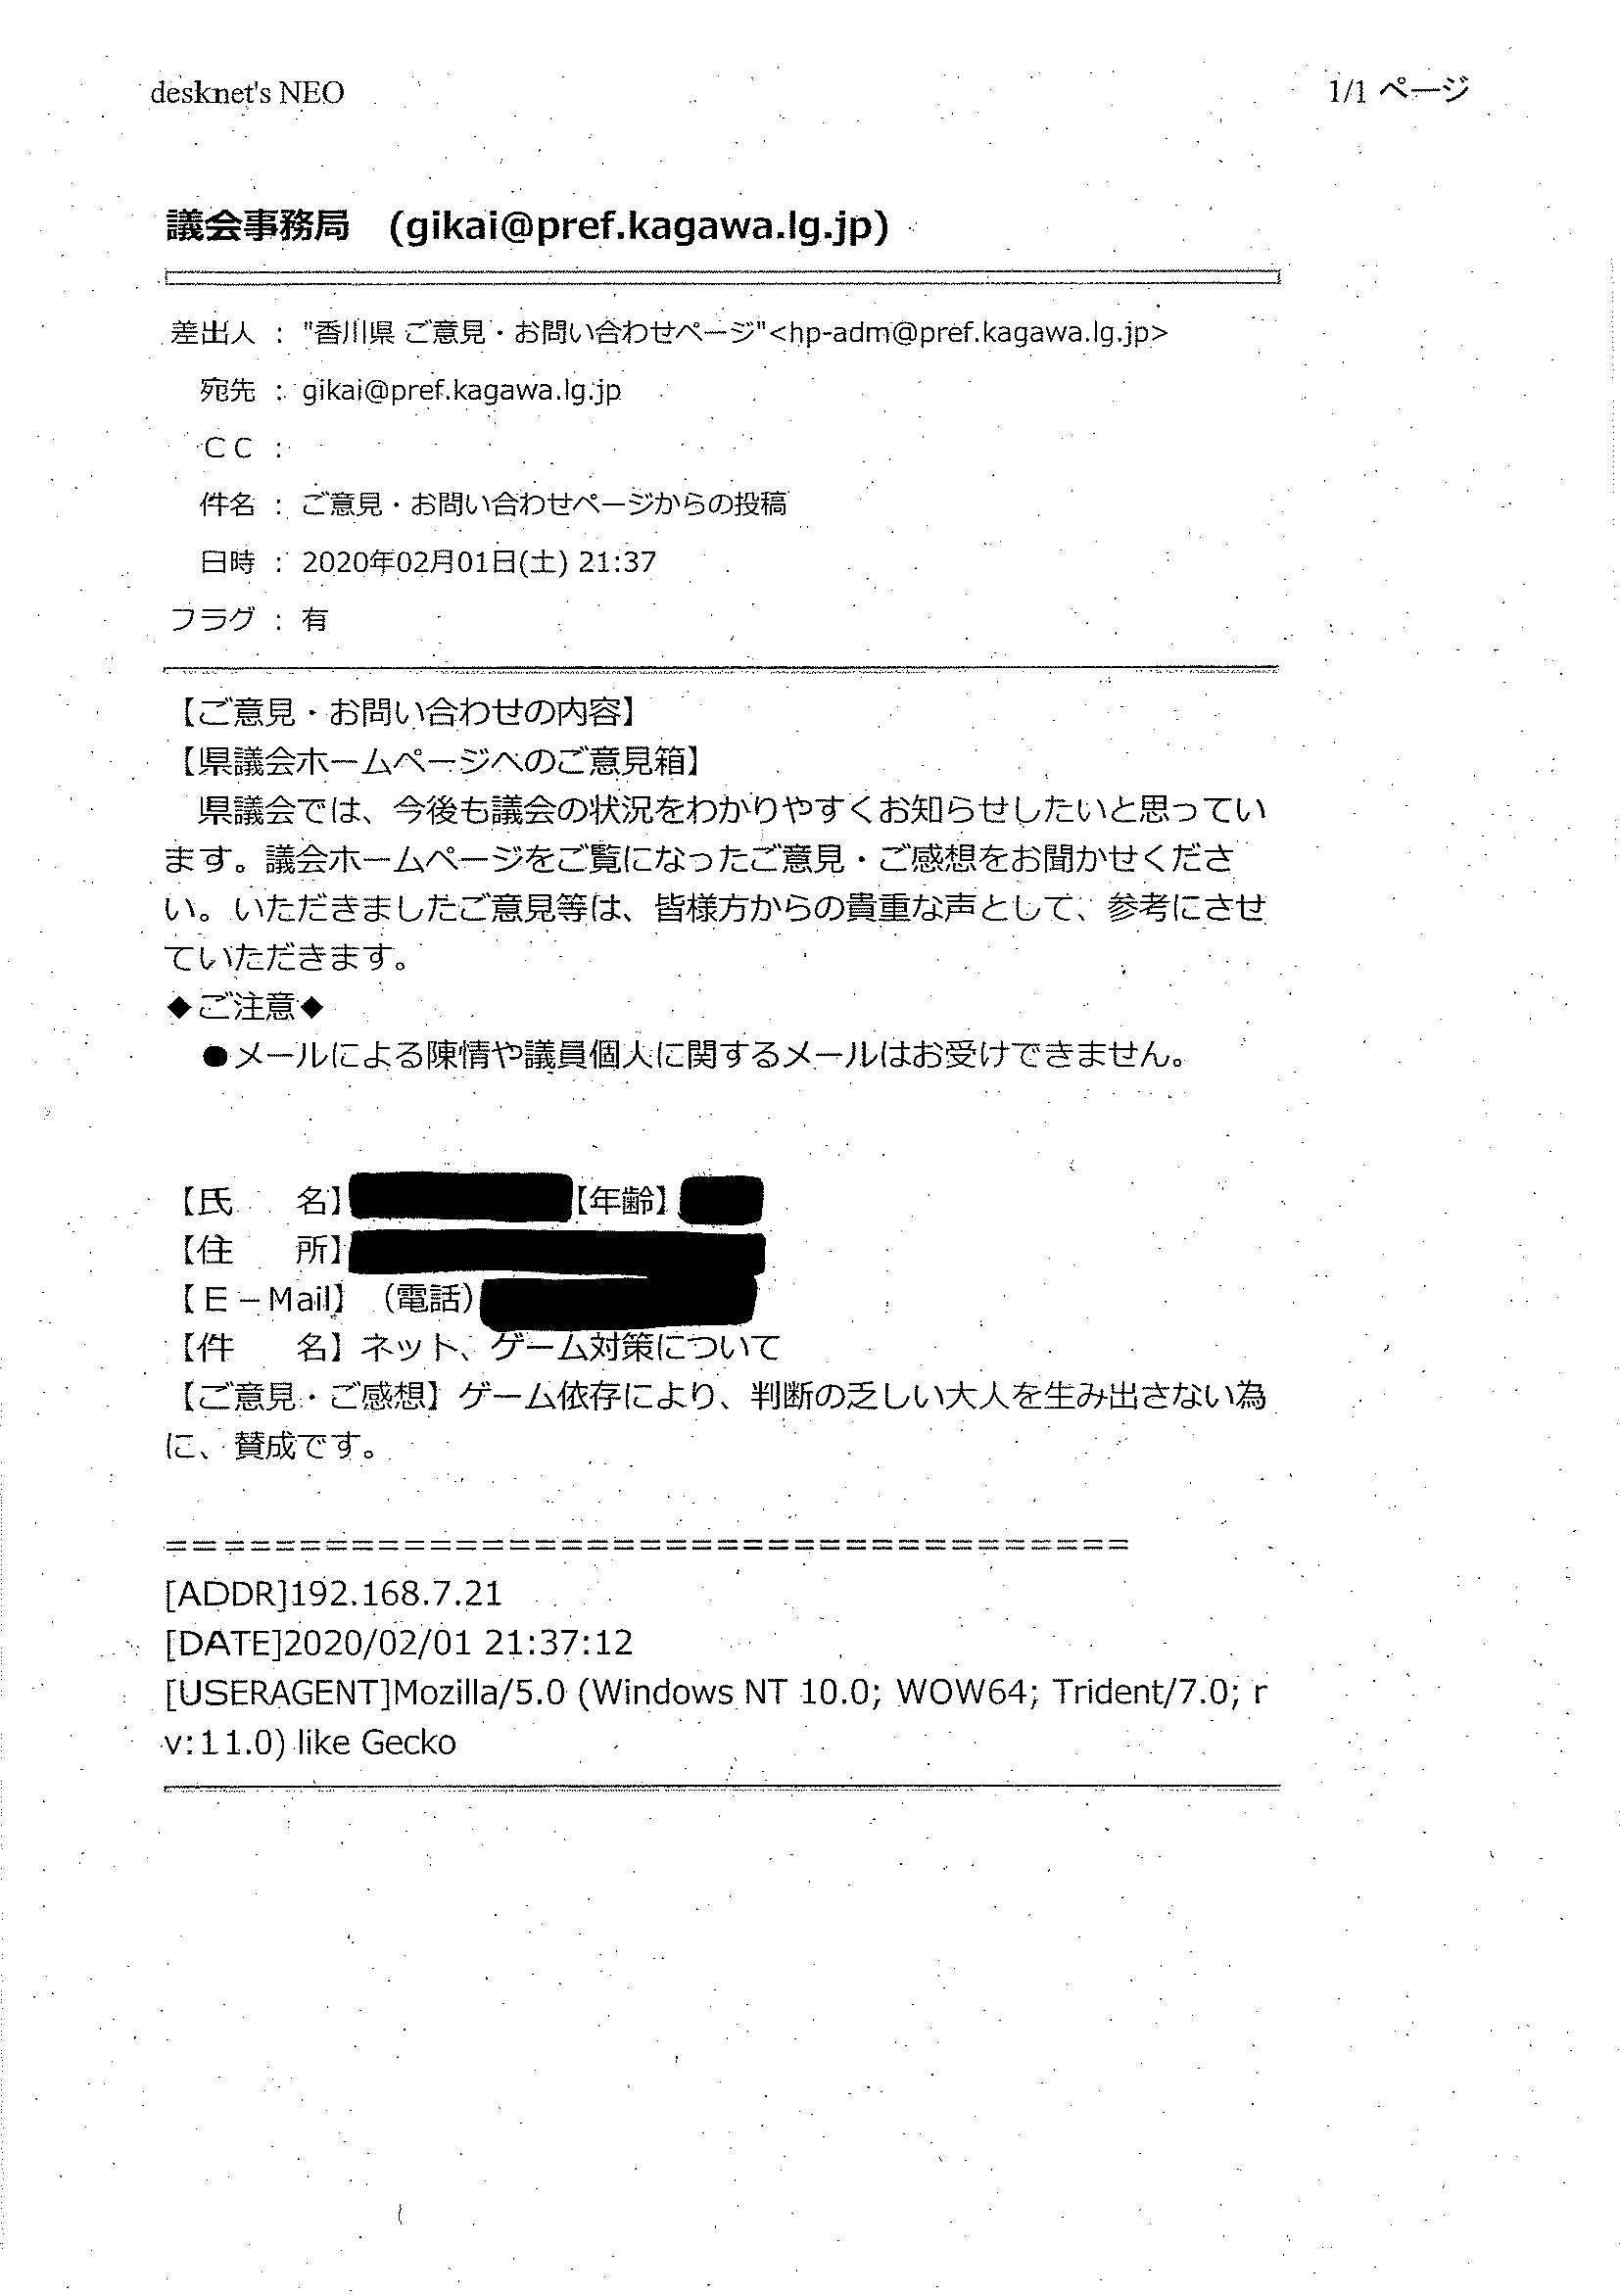 desknet's NEO
1/1 ページ
議会事務局　(gikai@pref.kagawa.lg.jp)
差出人 : "香川県 ご意見・お問い合わせページ"<hp-adm@pref.kagawa.lg.jp>
宛先 : gikai@pref.kagawa.lg.jp
ＣＣ :
件名 : ご意見・お問い合わせページからの投稿
日時 : 2020年02月01日(土) 21:37
フラグ : 有
【ご意見・お問い合わせの内容】
【県議会ホームページへのご意見箱】
　県議会では、今後も議会の状況をわかりやすくお知らせしたいと思ってい
ます。議会ホームページをご覧になったご意見・ご感想をお聞かせくださ
い。いただきましたご意見等は、皆様方からの貴重な声として、参考にさせ
ていただきます。
◆ご注意◆
　●メールによる陳情や議員個人に関するメールはお受けできません。
【氏　　名】【年齢】
【住　　所】
【Ｅ－Mail】（電話）
【件　　名】ネット、ゲーム対策について
【ご意見・ご感想】ゲーム依存により、判断の乏しい大人を生み出さない為
に、賛成です。
=====================================
[ADDR]192.168.7.21
[DATE]2020/02/01 21:37:12
[USERAGENT]Mozilla/5.0 (Windows NT 10.0; WOW64; Trident/7.0; r
v:11.0) like Gecko